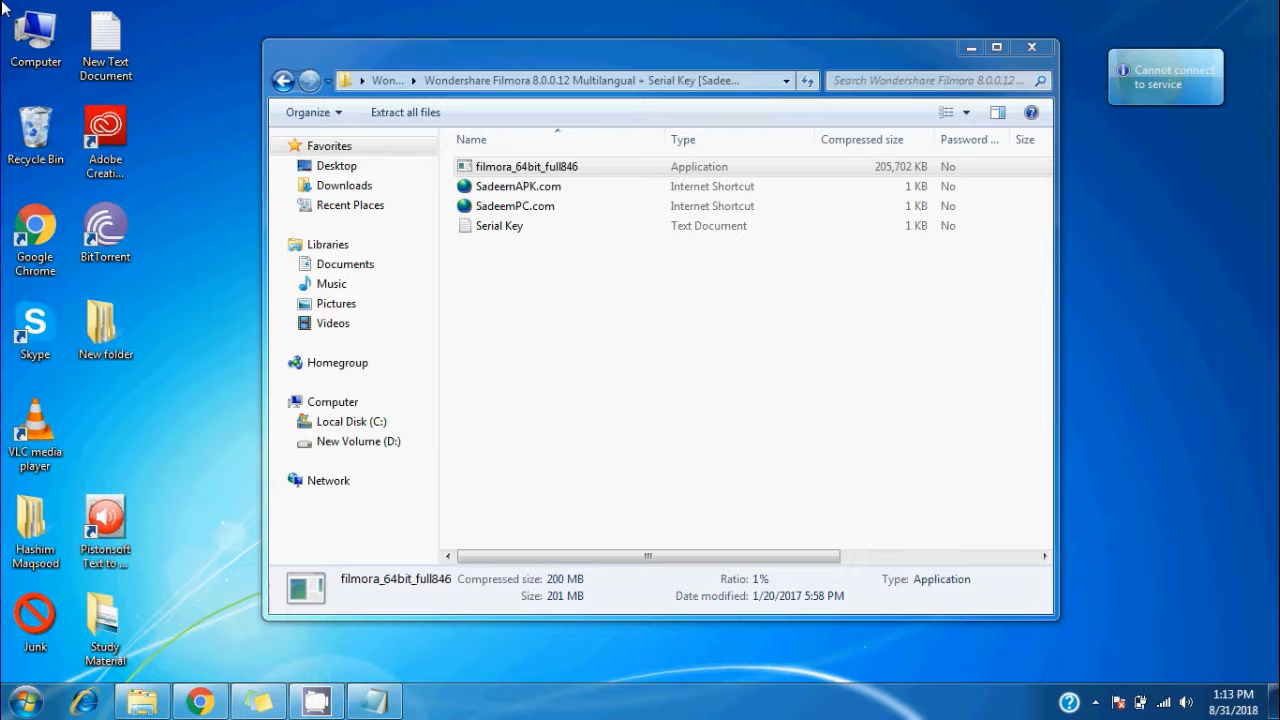 Computer
New Text
Document
Recycle Bin
Adobe
Creati...
Google
Chrome
BitTorrent
Skype
New folder
VLC media
player
Hashim
Maqsood
Pistonsoft
Text to ...
Junk
Study
Material
Won...
Wondershare Filmora 8.0.0.12 Multilangual + Serial Key [Sadee...
Search Wondershare Filmora 8.0.0.12 ...
Organize
Extract all files
Favorites
Desktop
Downloads
Recent Places
Libraries
Documents
Music
Pictures
Videos
Homegroup
Computer
Local Disk (C:)
New Volume (D:)
Network
Name Type Compressed size Password ... Size
filmora_64bit_full846 Application 205,702 KB No
SadeemAPK.com Internet Shortcut 1 KB No
SadeemPC.com Internet Shortcut 1 KB No
Serial Key Text Document 1 KB No
filmora_64bit_full846 Compressed size: 200 MB Ratio: 1% Type: Application
Size: 201 MB Date modified: 1/20/2017 5:58 PM
Cannot connect
to service
1:13 PM
8/31/2018